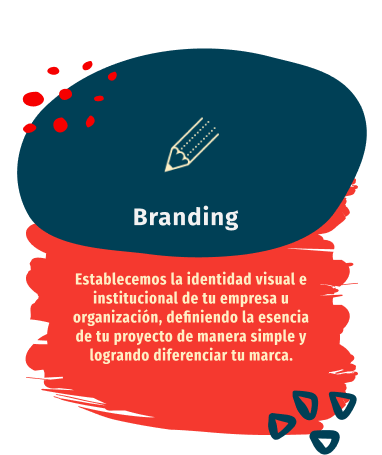 Branding
Establecemos la identidad visual e
institucional de tu empresa u
organización, definiendo la esencia
de tu proyecto de manera simple y
logrando diferenciar tu marca.